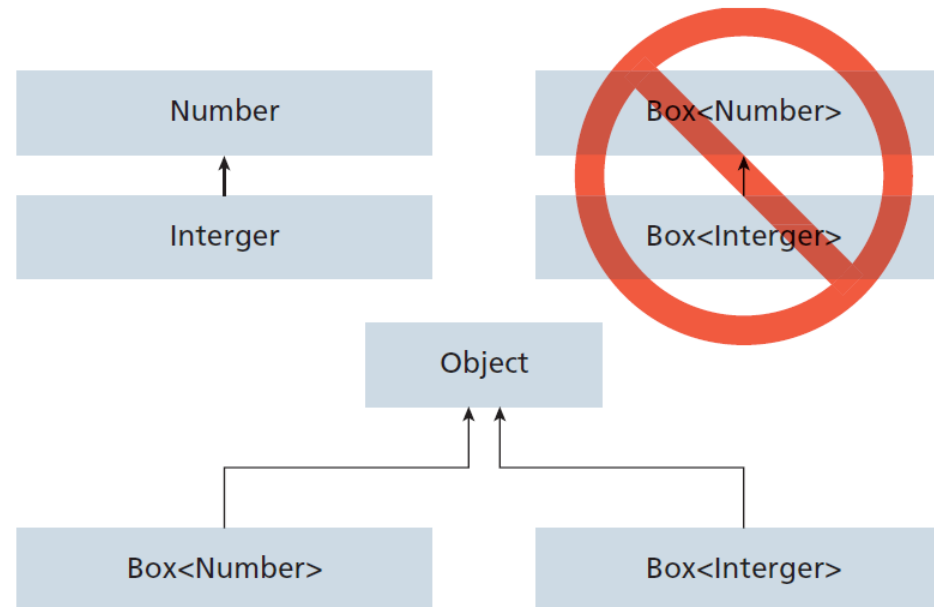 Number
Box<Number>
Interger
Box<Interger>
Object
Box<Number>
Box<Interger>